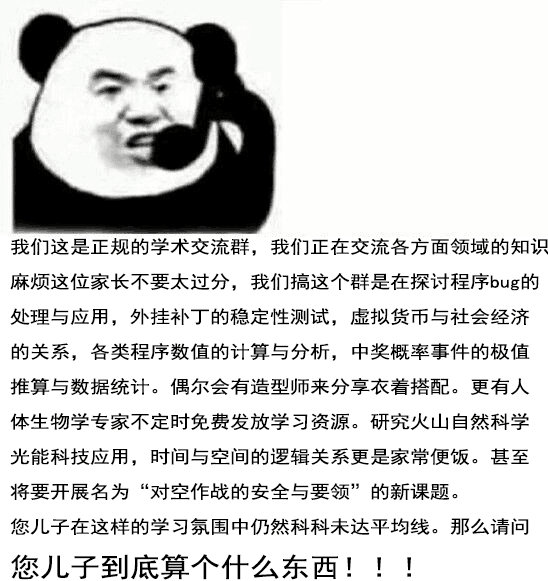 我们这是正规的学术交流群，我们正在交流各方面领域的知识
麻烦这位家长不要太过分，我们搞这个群是在探讨程序bug的
处理与应用，外挂补丁的稳定性测试，虚拟货币与社会经济
的关系，各类程序数值的计算与分析，中奖概率事件的极值
推算与数据统计。偶尔会有造型师来分享衣着搭配。更有人
体生物学专家不定时免费发放学习资源。研究火山自然科学
光能科技应用，时间与空间的逻辑关系更是家常便饭。甚至
将要开展名为“对空作战的安全与要领”的新课题。
您儿子在这样的学习氛围中仍然科科未达平均线。那么请问
您儿子到底算个什么东西！！！